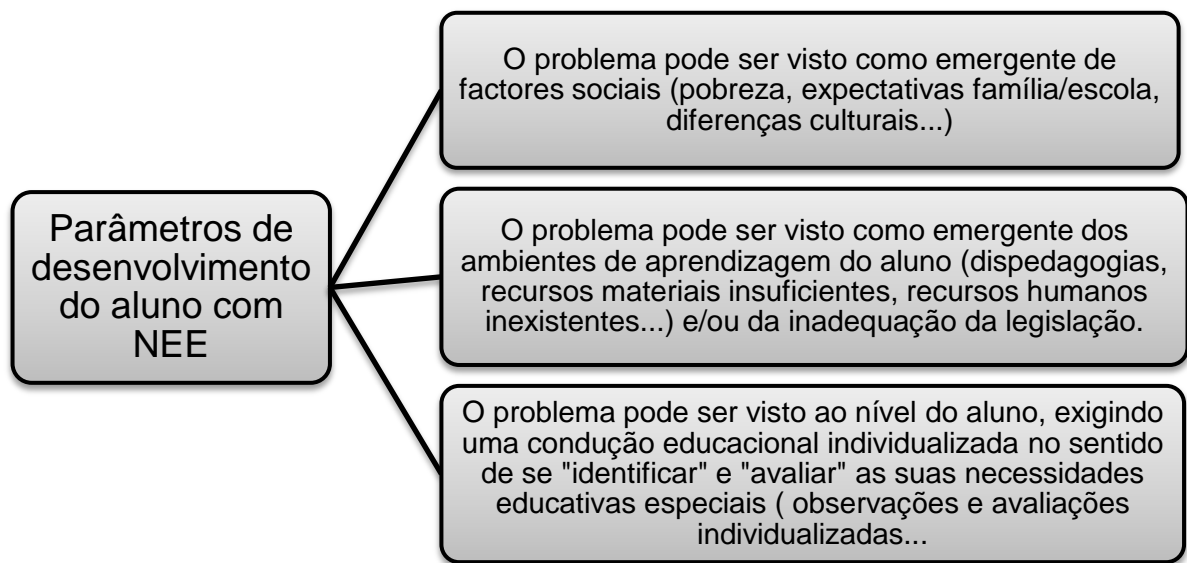 Parâmetros de
desenvolvimento
do aluno com
NEE
O problema pode ser visto como emergente de
factores sociais (pobreza, expectativas família/escola,
diferenças culturais...)
O problema pode ser visto como emergente dos
ambientes de aprendizagem do aluno (dispedagogias,
recursos materiais insuficientes, recursos humanos
inexistentes...) e/ou da inadequação da legislação.
O problema pode ser visto ao nível do aluno, exigindo
uma condução educacional individualizada no sentido
de se "identificar" e "avaliar" as suas necessidades
educativas especiais ( observações e avaliações
individualizadas...